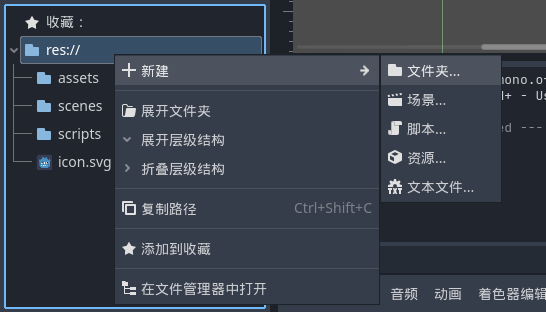 收藏：
res://
assets
scenes
scripts
icon.svg
新建
展开文件夹
展开层级结构
折叠层级结构
复制路径 Ctrl+Shift+C
添加到收藏
在文件管理器中打开
文件夹...
场景...
脚本...
资源...
文本文件...
音频 动画 着色器编辑